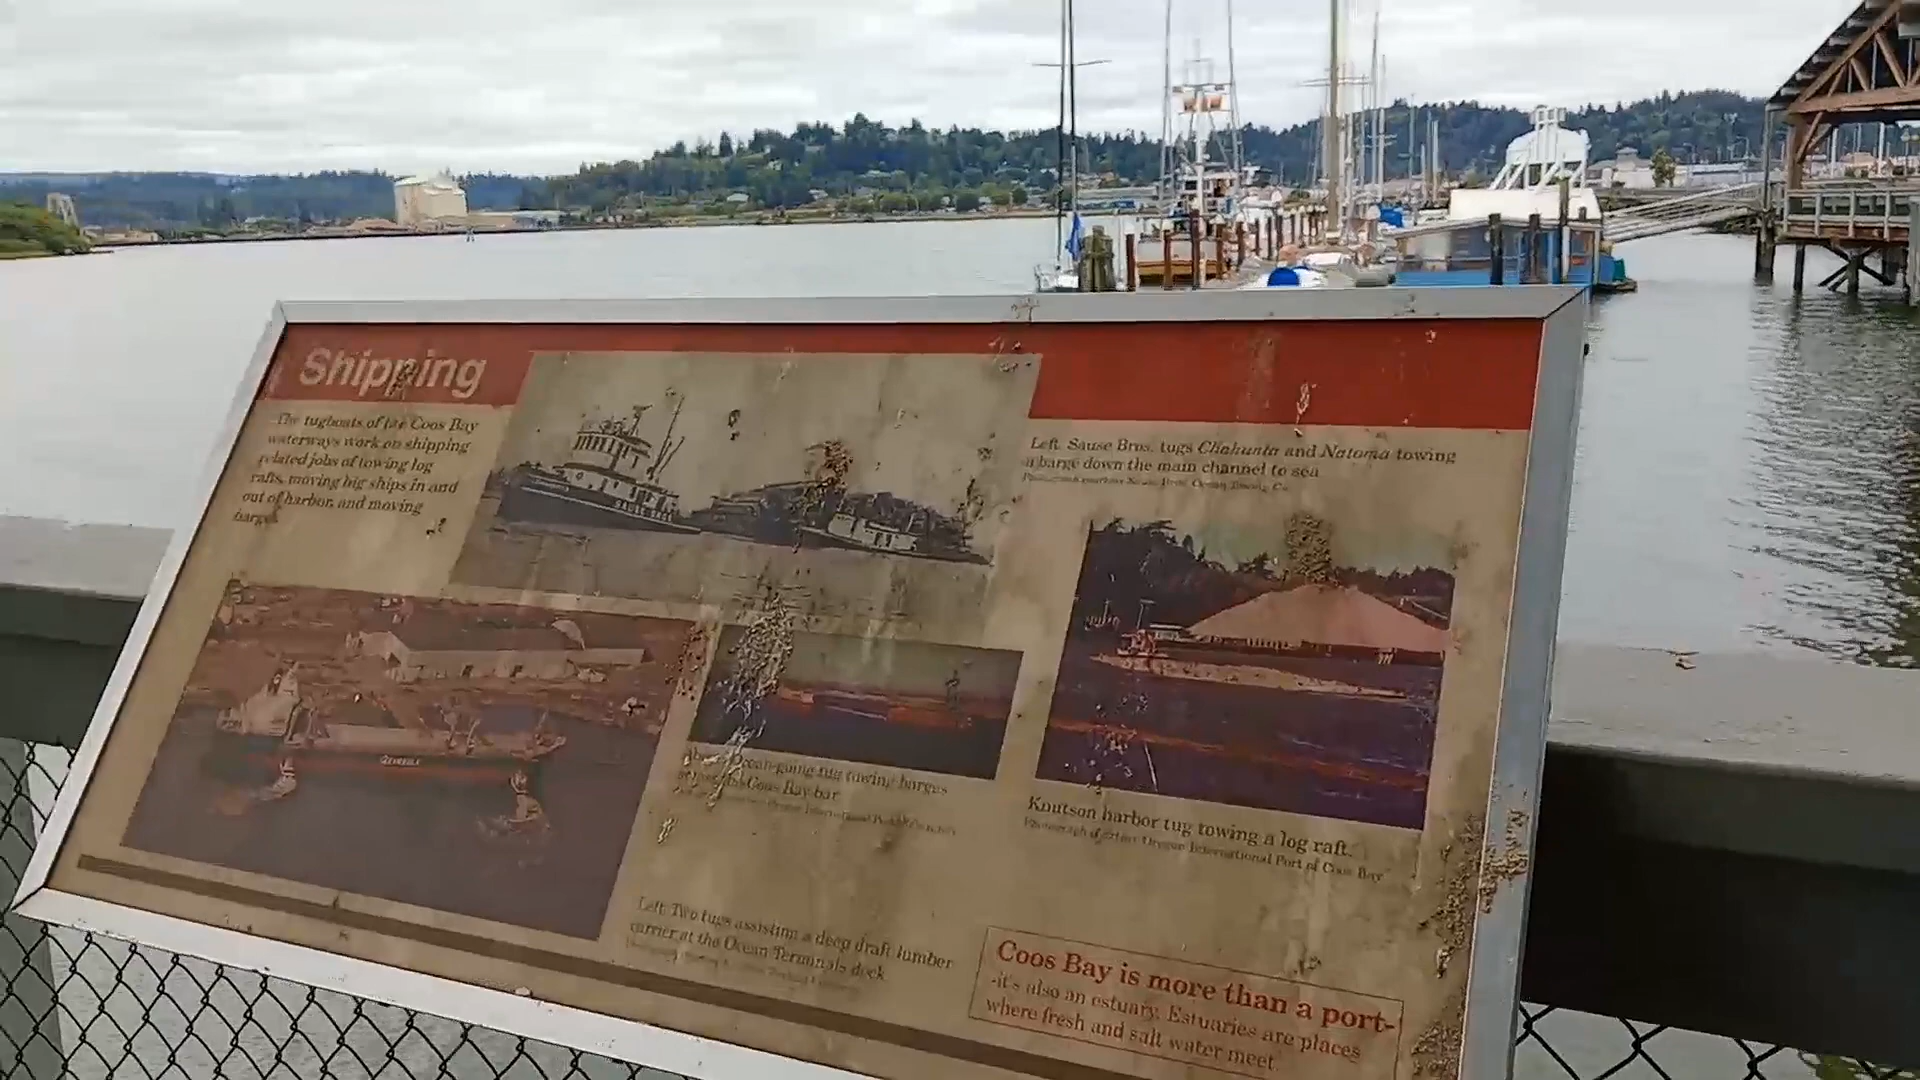 Shipping
The tugboats of the Coos Bay
waterways work on shipping
related jobs of towing log
rafts, moving big ships in and
out of harbor, and moving
barges
SAUSE BROS
Left. Sause Bros. tugs Chahunta and Natoma towing
a barge down the main channel to sea
Ocean-going tug towing barges
Coos Bay bar
Knutson harbor tug towing a log raft.
Oregon International Port of Coos Bay
Left: Two tugs assisting a deep draft lumber
carrier at the Ocean Terminals dock
Coos Bay is more than a port-
-it's also an estuary. Estuaries are places
where fresh and salt water meet